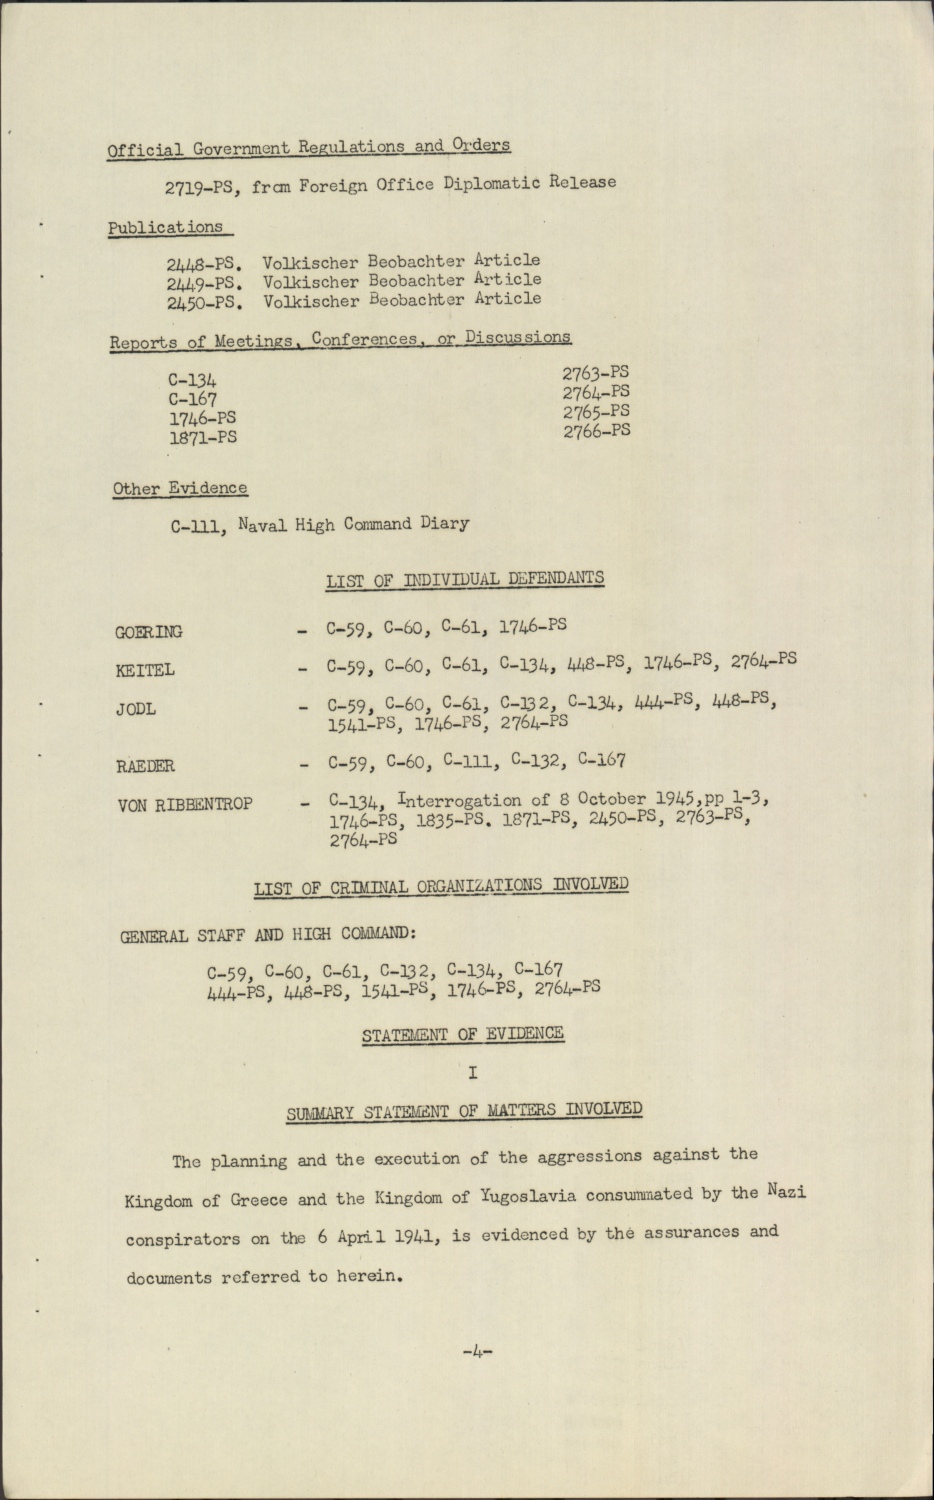 Official Government Regulations and Orders
2719-PS, from Foreign Office Diplomatic Release
Publications
2448-PS. Volkischer Beobachter Article
2449-PS. Volkischer Beobachter Article
2450-PS. Volkischer Beobachter Article
Reports of Meetings, Conferences, or Discussions
C-134 2763-PS
C-167 2764-PS
1746-PS 2765-PS
1871-PS 2766-PS
Other Evidence
C-111, Naval High Command Diary
LIST OF INDIVIDUAL DEFENDANTS
GOERING - C-59, C-60, C-61, 1746-PS
KEITEL - C-59, C-60, C-61, C-134, 448-PS, 1746-PS, 2764-PS
JODL - C-59, C-60, C-61, C-132, C-134, 444-PS, 448-PS,
1541-PS, 1746-PS, 2764-PS
RAEDER - C-59, C-60, C-111, C-132, C-167
VON RIBBENTROP - C-134, Interrogation of 8 October 1945,pp 1-3,
1746-PS, 1835-PS. 1871-PS, 2450-PS, 2763-PS,
2764-PS
LIST OF CRIMINAL ORGANIZATIONS INVOLVED
GENERAL STAFF AND HIGH COMMAND:
C-59, C-60, C-61, C-132, C-134, C-167
444-PS, 448-PS, 1541-PS, 1746-PS, 2764-PS
STATEMENT OF EVIDENCE
I
SUMMARY STATEMENT OF MATTERS INVOLVED
The planning and the execution of the aggressions against the
Kingdom of Greece and the Kingdom of Yugoslavia consummated by the Nazi
conspirators on the 6 April 1941, is evidenced by the assurances and
documents referred to herein.
-4-